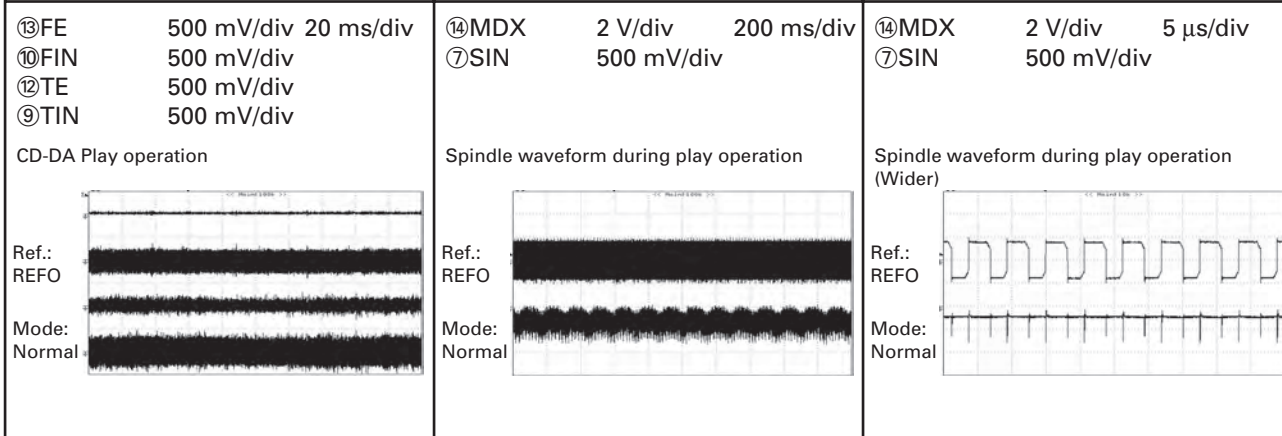 ⑬FE 500 mV/div 20 ms/div
⑩FIN 500 mV/div
⑫TE 500 mV/div
⑨TIN 500 mV/div
CD-DA Play operation
Ref.:
REFO
Mode:
Normal
⑭MDX 2 V/div 200 ms/div
⑦SIN 500 mV/div
Spindle waveform during play operation
Ref.:
REFO
Mode:
Normal
⑭MDX 2 V/div 5 µs/div
⑦SIN 500 mV/div
Spindle waveform during play operation
(Wider)
Ref.:
REFO
Mode:
Normal